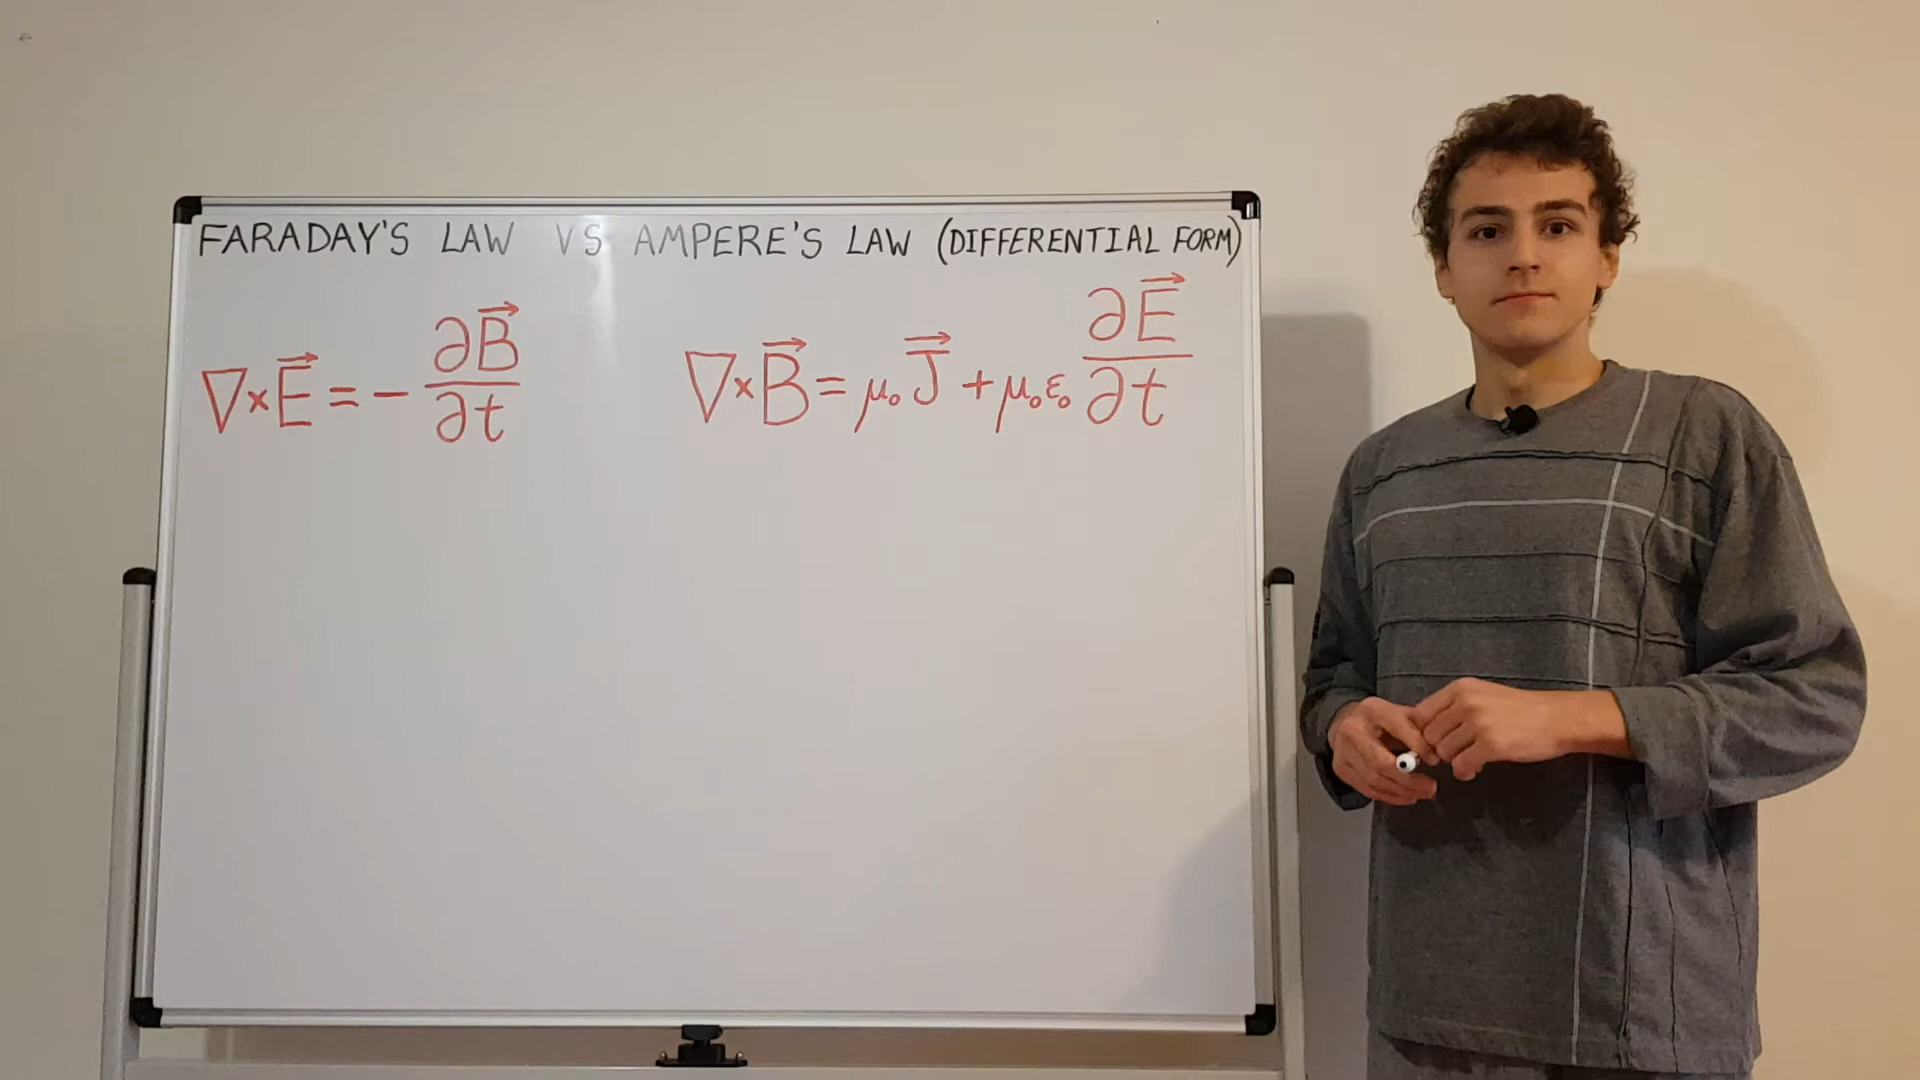 FARADAY'S LAW VS AMPERE'S LAW (DIFFERENTIAL FORM)
∇×E⃗ = − ∂B⃗/∂t
∇×B⃗ = μ₀J⃗ + μ₀ε₀ ∂E⃗/∂t